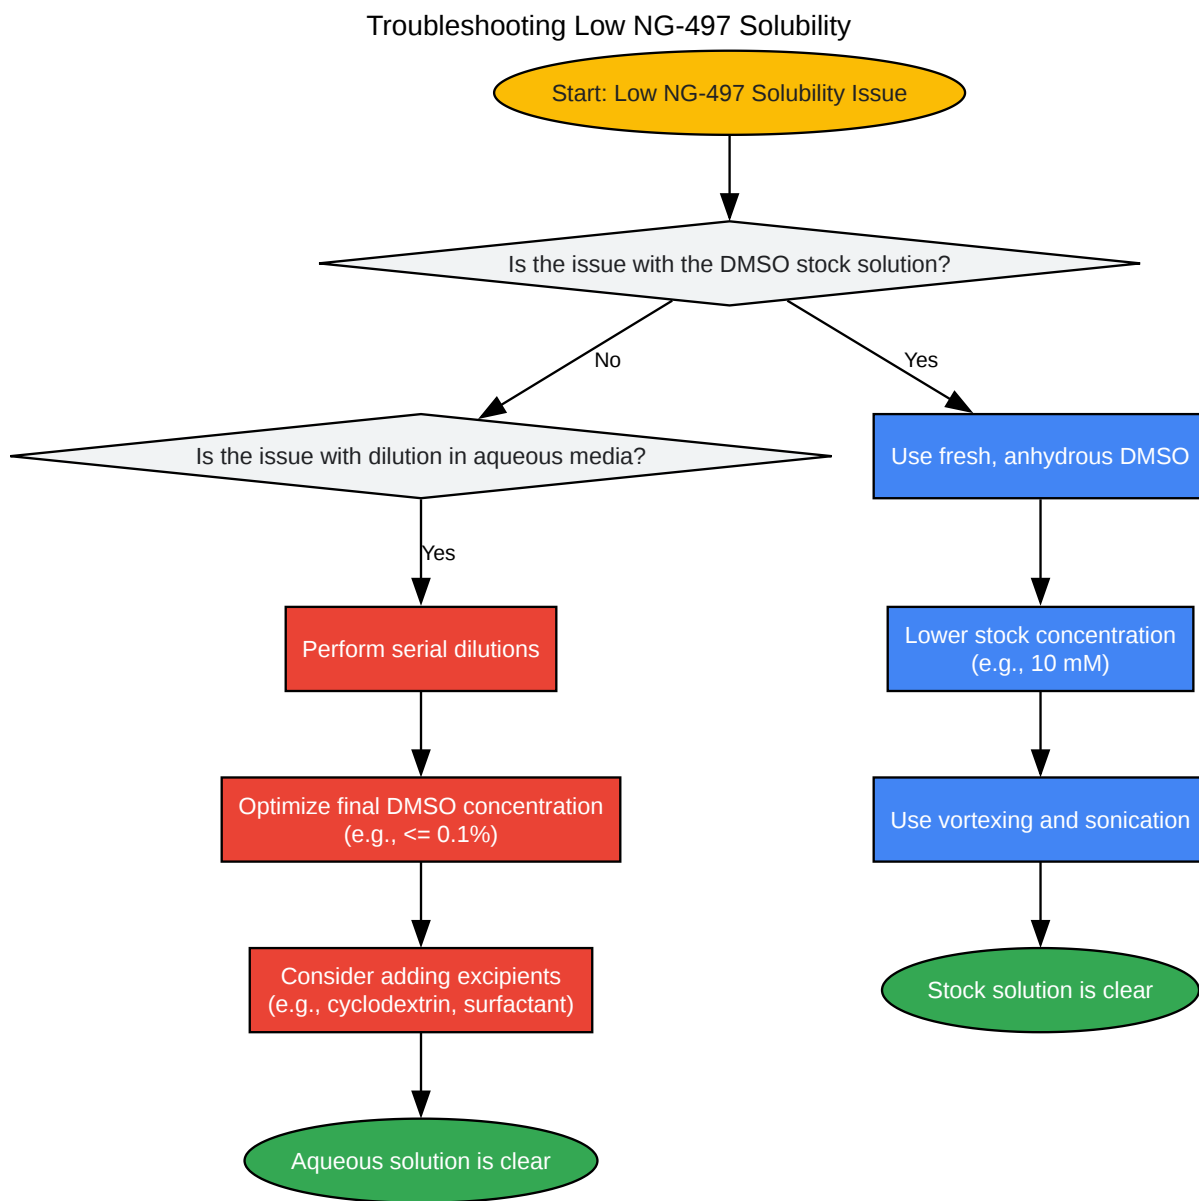 Troubleshooting Low NG-497 Solubility
Start: Low NG-497 Solubility Issue
Is the issue with the DMSO stock solution?
No
Yes
Is the issue with dilution in aqueous media?
Use fresh, anhydrous DMSO
Yes
Perform serial dilutions
Lower stock concentration
(e.g., 10 mM)
Optimize final DMSO concentration
(e.g., <= 0.1%)
Use vortexing and sonication
Consider adding excipients
(e.g., cyclodextrin, surfactant)
Stock solution is clear
Aqueous solution is clear